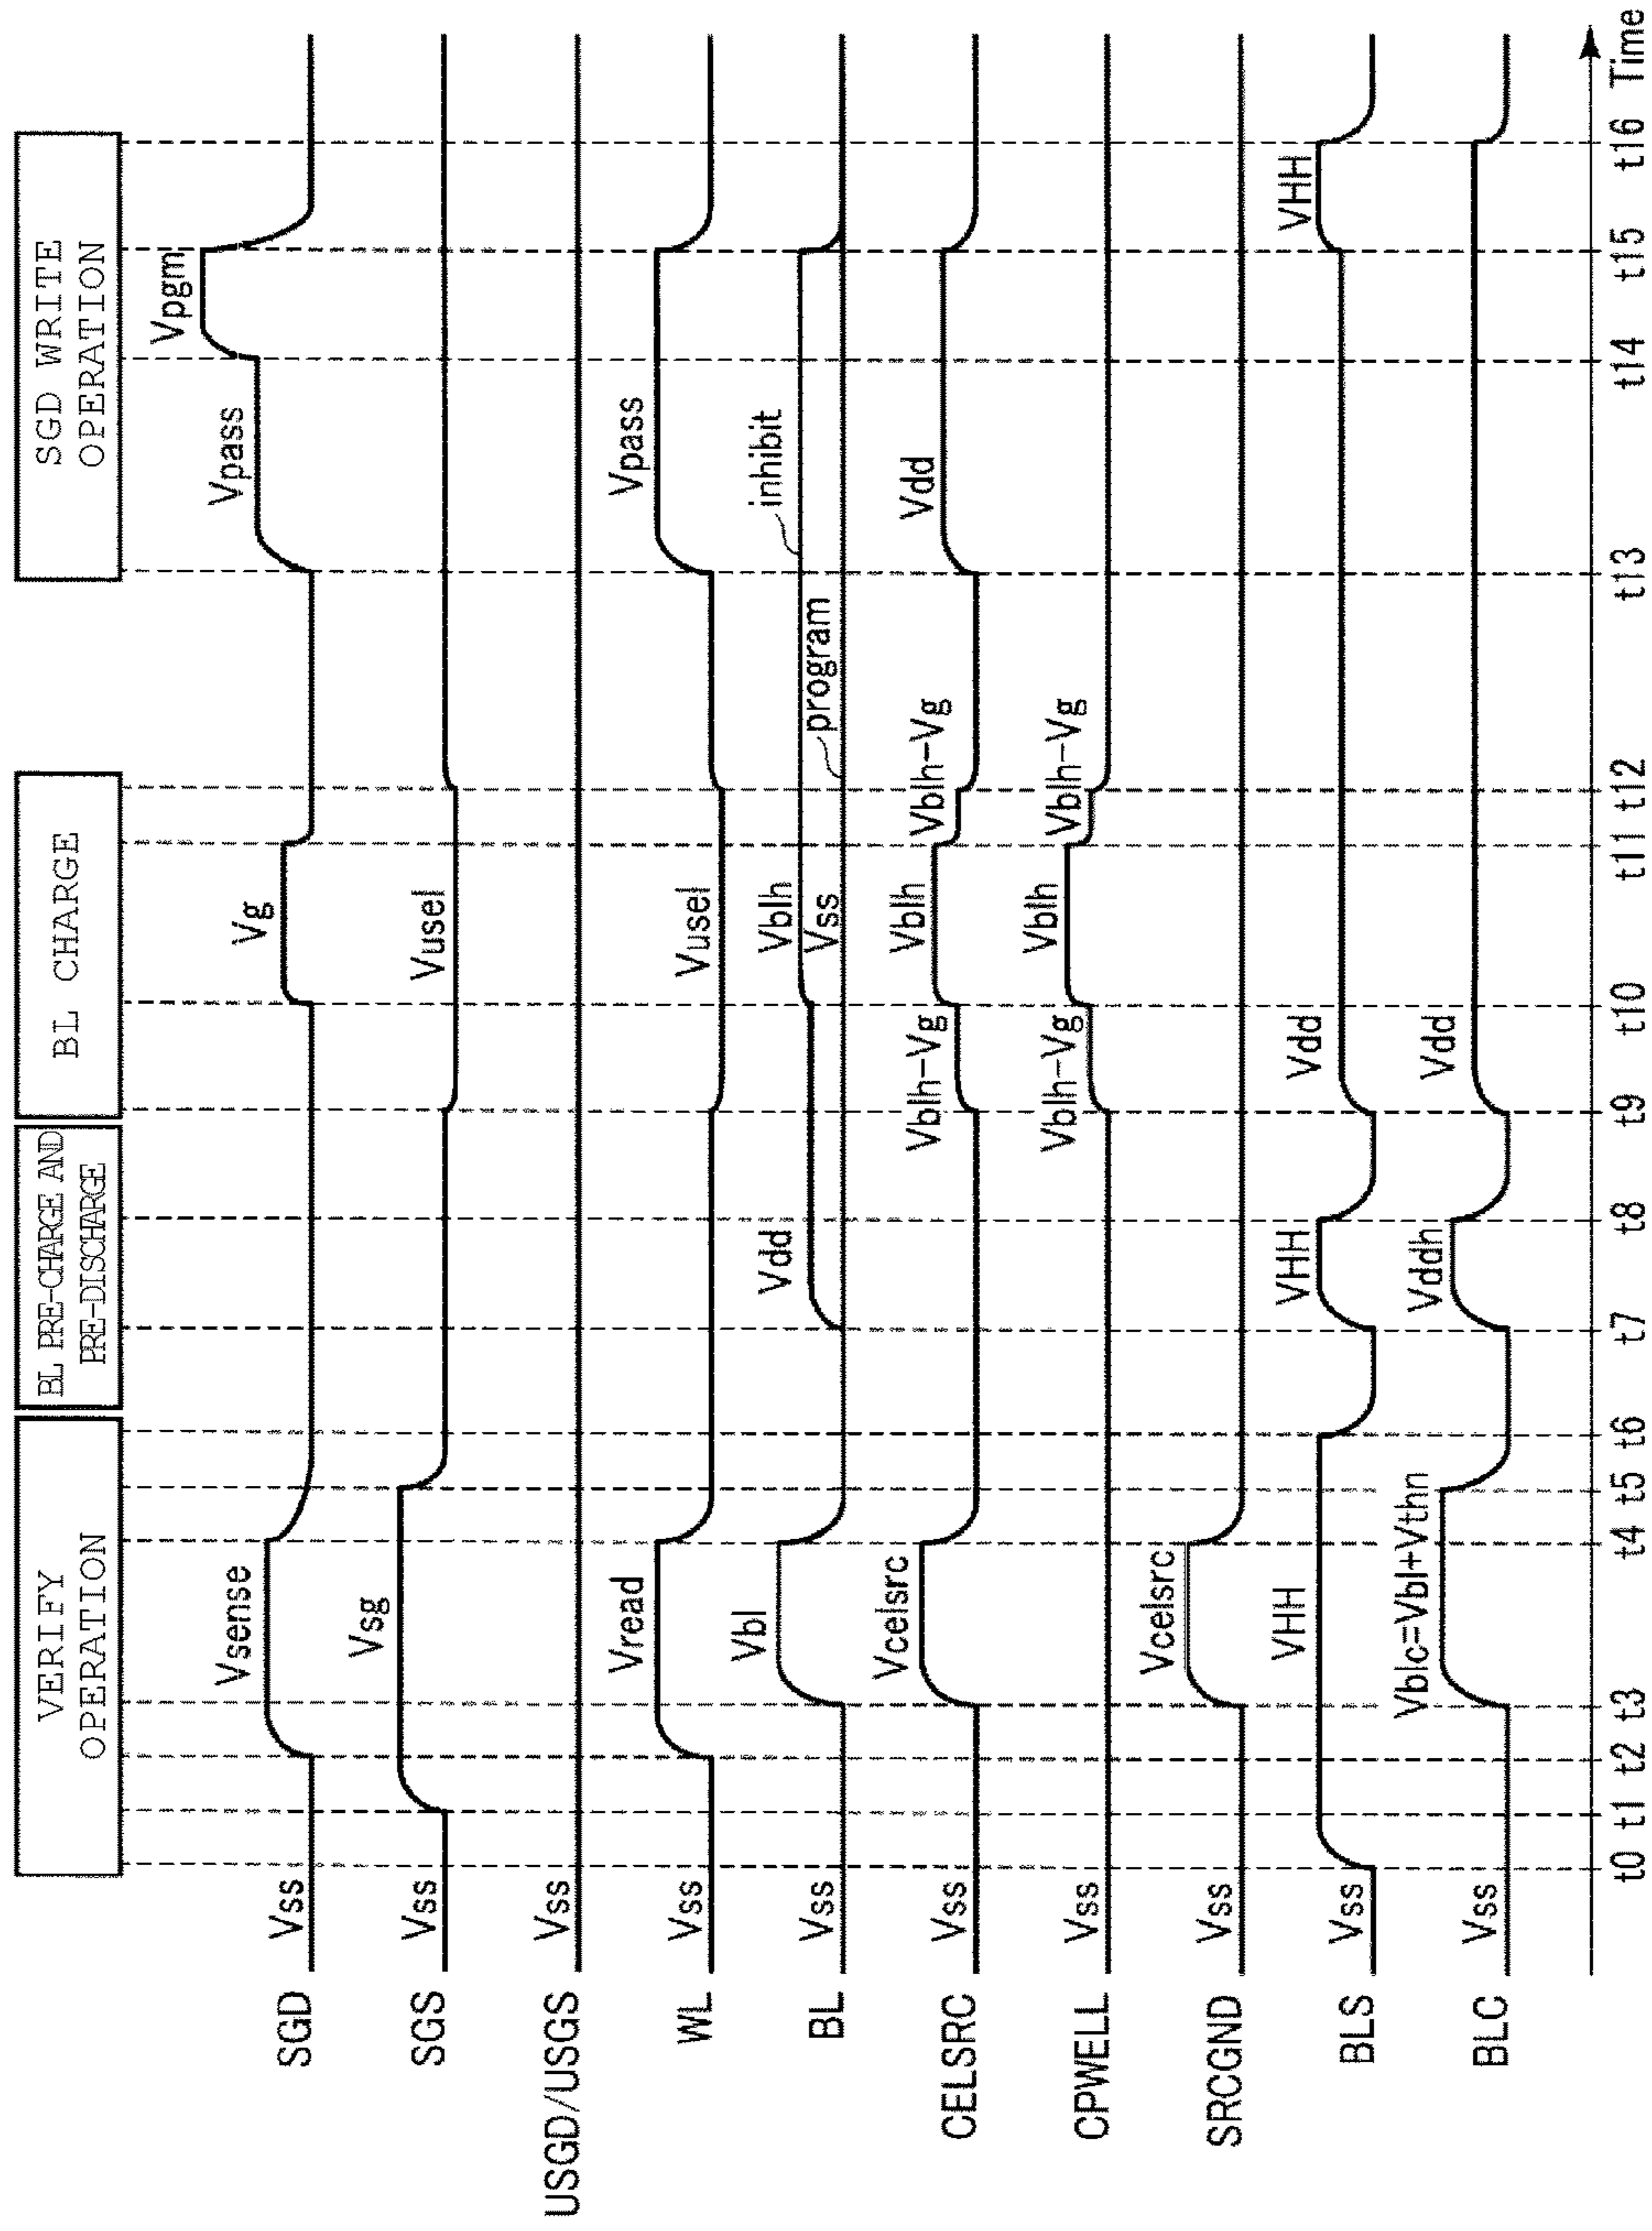 VERIFY
OPERATION
BL PRE-CHARGE AND
PRE-DISCHARGE
BL CHARGE
SGD WRITE
OPERATION
SGD Vss Vsense Vg Vpass Vpgm
SGS Vss Vsg Vusel
USGD/USGS Vss
WL Vss Vread Vusel Vpass
BL Vss Vbl Vdd Vblh Vss program inhibit
CELSRC Vss Vcelsrc Vblh-Vg Vblh Vblh-Vg Vdd
CPWELL Vss Vblh-Vg Vblh Vblh-Vg
SRCGND Vss Vcelsrc
BLS Vss VHH VHH Vdd VHH
BLC Vss Vblc=Vbl+Vthn Vddh Vdd
t0 t1 t2 t3 t4 t5 t6 t7 t8 t9 t10 t11 t12 t13 t14 t15 t16 Time